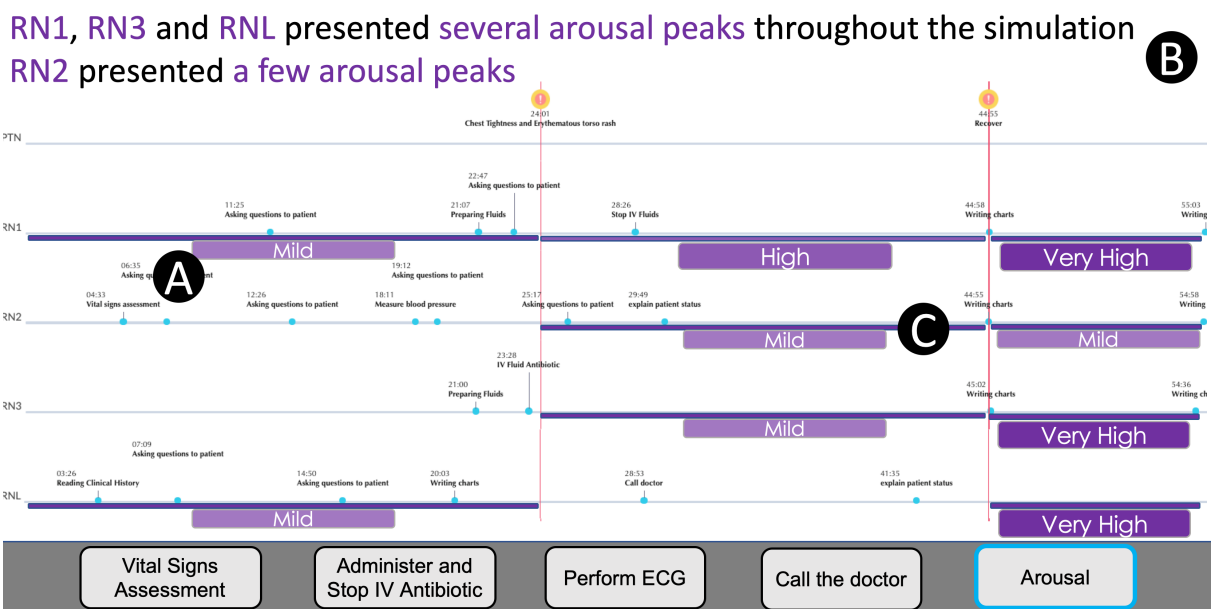 RN1, RN3 and RNL presented several arousal peaks throughout the simulation
RN2 presented a few arousal peaks
B
24:01
Chest Tightness and Erythematous torso rash
44:55
Recover
PTN
22:47
Asking questions to patient
11:25
Asking questions to patient
21:07
Preparing Fluids
28:26
Stop IV Fluids
44:58
Writing charts
55:03
Writing
RN1
Mild
High
Very High
A
06:35
Asking qu
nt
19:12
Asking questions to patient
04:33
Vital signs assessment
12:26
Asking questions to patient
18:11
Measure blood pressure
25:17
Asking questions to patient
29:49
explain patient status
44:55
Writing charts
54:58
Writing
RN2
C
Mild
Mild
23:28
IV Fluid Antibiotic
21:00
Preparing Fluids
45:02
Writing charts
54:36
Writing ch
RN3
Mild
Very High
07:09
Asking questions to patient
03:26
Reading Clinical History
14:50
Asking questions to patient
20:03
Writing charts
28:53
Call doctor
41:35
explain patient status
RNL
Mild
Very High
Vital Signs
Assessment
Administer and
Stop IV Antibiotic
Perform ECG
Call the doctor
Arousal